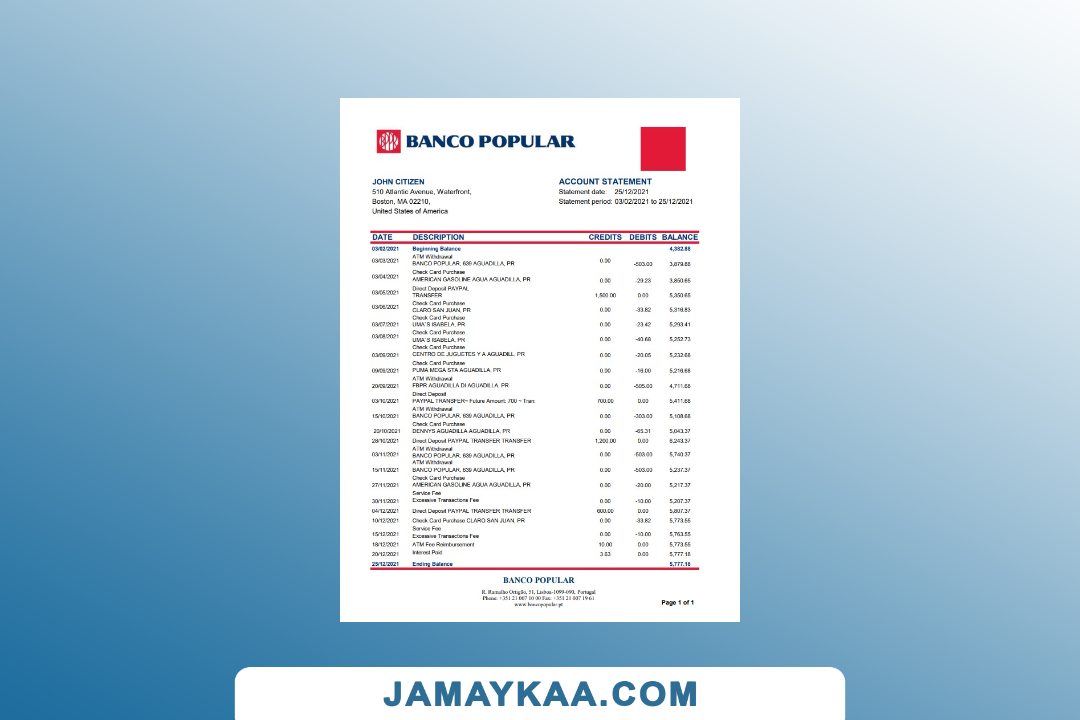 BANCO POPULAR
JOHN CITIZEN
510 Atlantic Avenue, Waterfront,
Boston, MA 02210,
United States of America
ACCOUNT STATEMENT
Statement date: 25/12/2021
Statement period: 03/02/2021 to 25/12/2021
DATE DESCRIPTION CREDITS DEBITS BALANCE
03/02/2021 Beginning Balance 4,382.88
ATM Withdrawal
03/03/2021 BANCO POPULAR, 639 AGUADILLA, PR 0.00 -503.00 3,879.88
Check Card Purchase
03/04/2021 AMERICAN GASOLINE AGUA AGUADILLA, PR 0.00 -29.23 3,850.65
Direct Deposit PAYPAL
03/05/2021 TRANSFER 1,500.00 0.00 5,350.65
Check Card Purchase
03/06/2021 CLARO SAN JUAN, PR 0.00 -33.82 5,316.83
Check Card Purchase
03/07/2021 UMA'S ISABELA, PR 0.00 -23.42 5,293.41
Check Card Purchase
03/08/2021 UMA'S ISABELA, PR 0.00 -40.68 5,252.73
Check Card Purchase
03/09/2021 CENTRO DE JUGUETES Y A AGUADILL, PR 0.00 -20.05 5,232.68
Check Card Purchase
09/09/2021 PUMA MEGA STA AGUADILLA, PR 0.00 -16.00 5,216.68
ATM Withdrawal
20/09/2021 FBPR AGUADILLA DI AGUADILLA, PR 0.00 -505.00 4,711.68
Direct Deposit
03/10/2021 PAYPAL TRANSFER~ Future Amount: 700 ~ Tran: 700.00 0.00 5,411.68
ATM Withdrawal
15/10/2021 BANCO POPULAR, 639 AGUADILLA, PR 0.00 -303.00 5,108.68
Check Card Purchase
20/10/2021 DENNYS AGUADILLA AGUADILLA, PR 0.00 -65.31 5,043.37
28/10/2021 Direct Deposit PAYPAL TRANSFER TRANSFER 1,200.00 0.00 6,243.37
ATM Withdrawal
03/11/2021 BANCO POPULAR, 639 AGUADILLA, PR 0.00 -503.00 5,740.37
ATM Withdrawal
15/11/2021 BANCO POPULAR, 639 AGUADILLA, PR 0.00 -503.00 5,237.37
Check Card Purchase
27/11/2021 AMERICAN GASOLINE AGUA AGUADILLA, PR 0.00 -20.00 5,217.37
Service Fee
30/11/2021 Excessive Transactions Fee 0.00 -10.00 5,207.37
04/12/2021 Direct Deposit PAYPAL TRANSFER TRANSFER 600.00 0.00 5,807.37
10/12/2021 Check Card Purchase CLARO SAN JUAN, PR 0.00 -33.82 5,773.55
Service Fee
15/12/2021 Excessive Transactions Fee 0.00 -10.00 5,763.55
18/12/2021 ATM Fee Reimbursement 10.00 0.00 5,773.55
20/12/2021 Interest Paid 3.63 0.00 5,777.18
25/12/2021 Ending Balance 5,777.18
BANCO POPULAR
R. Ramalho Ortigão, 51, Lisboa-1099-090, Portugal
Phone: +351 21 007 10 00 Fax: +351 21 007 19 61
www.bancopopular.pt
Page 1 of 1
JAMAYKAA.COM